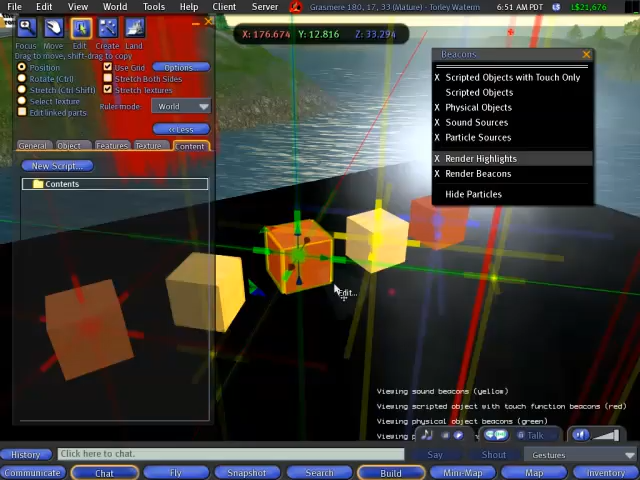 File Edit View World Tools Help Client Server Grasmere 180, 17, 33 (Mature) - Torley Waterm 6:51 AM PDT L$21,676
X: 176.674 Y: 12.816 Z: 33.294
Focus Move Edit Create Land
Drag to move, shift-drag to copy
Position
Rotate (Ctrl)
Stretch (Ctrl Shift)
Select Texture
Edit linked parts
Use Grid Options
Stretch Both Sides
Stretch Textures
Ruler mode: World
<< Less
General Object Features Texture Content
New Script...
Contents
Beacons
X Scripted Objects with Touch Only
Scripted Objects
X Physical Objects
X Sound Sources
X Particle Sources
X Render Highlights
X Render Beacons
Hide Particles
Edit...
Viewing sound beacons (yellow)
Viewing scripted object with touch function beacons (red)
Viewing physical object beacons (green)
Talk
History Click here to chat. Say Shout Gestures
Communicate Chat Fly Snapshot Search Build Mini-Map Map Inventory